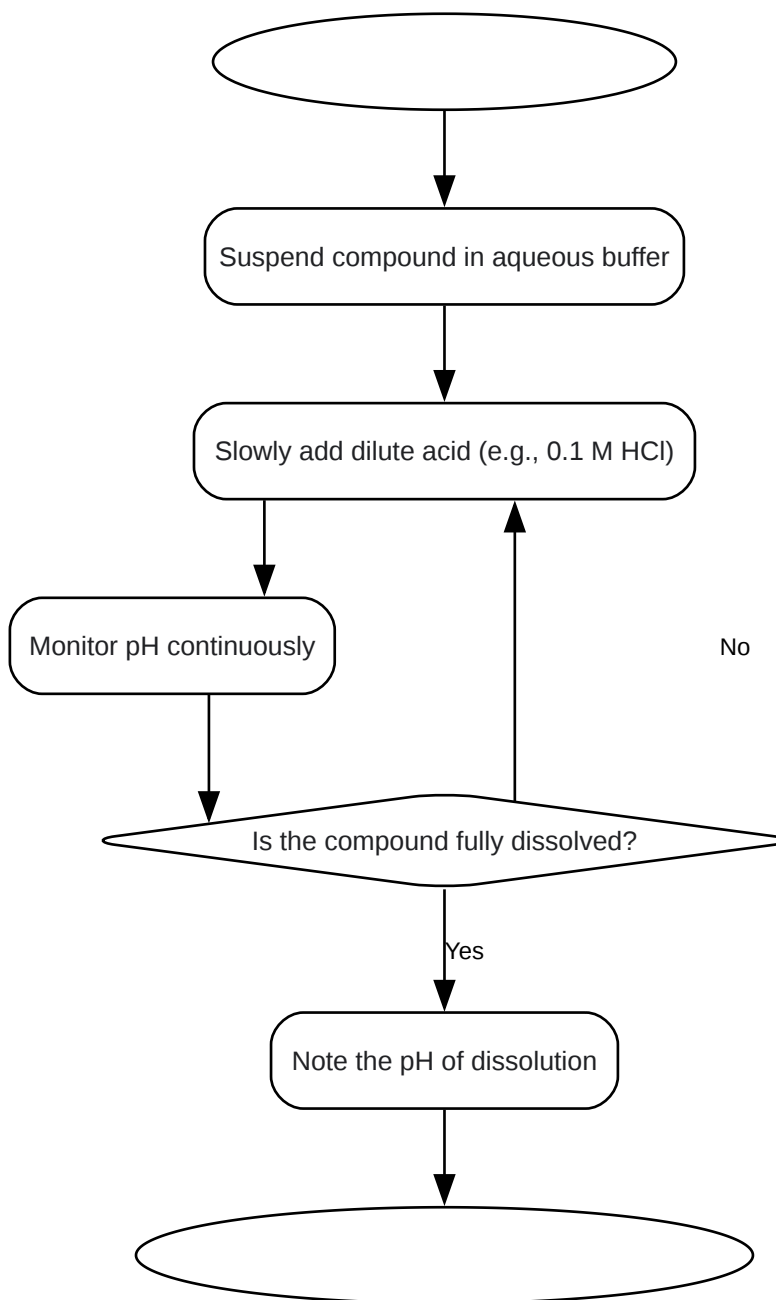 Suspend compound in aqueous buffer
Slowly add dilute acid (e.g., 0.1 M HCl)
Monitor pH continuously
No
Is the compound fully dissolved?
Yes
Note the pH of dissolution